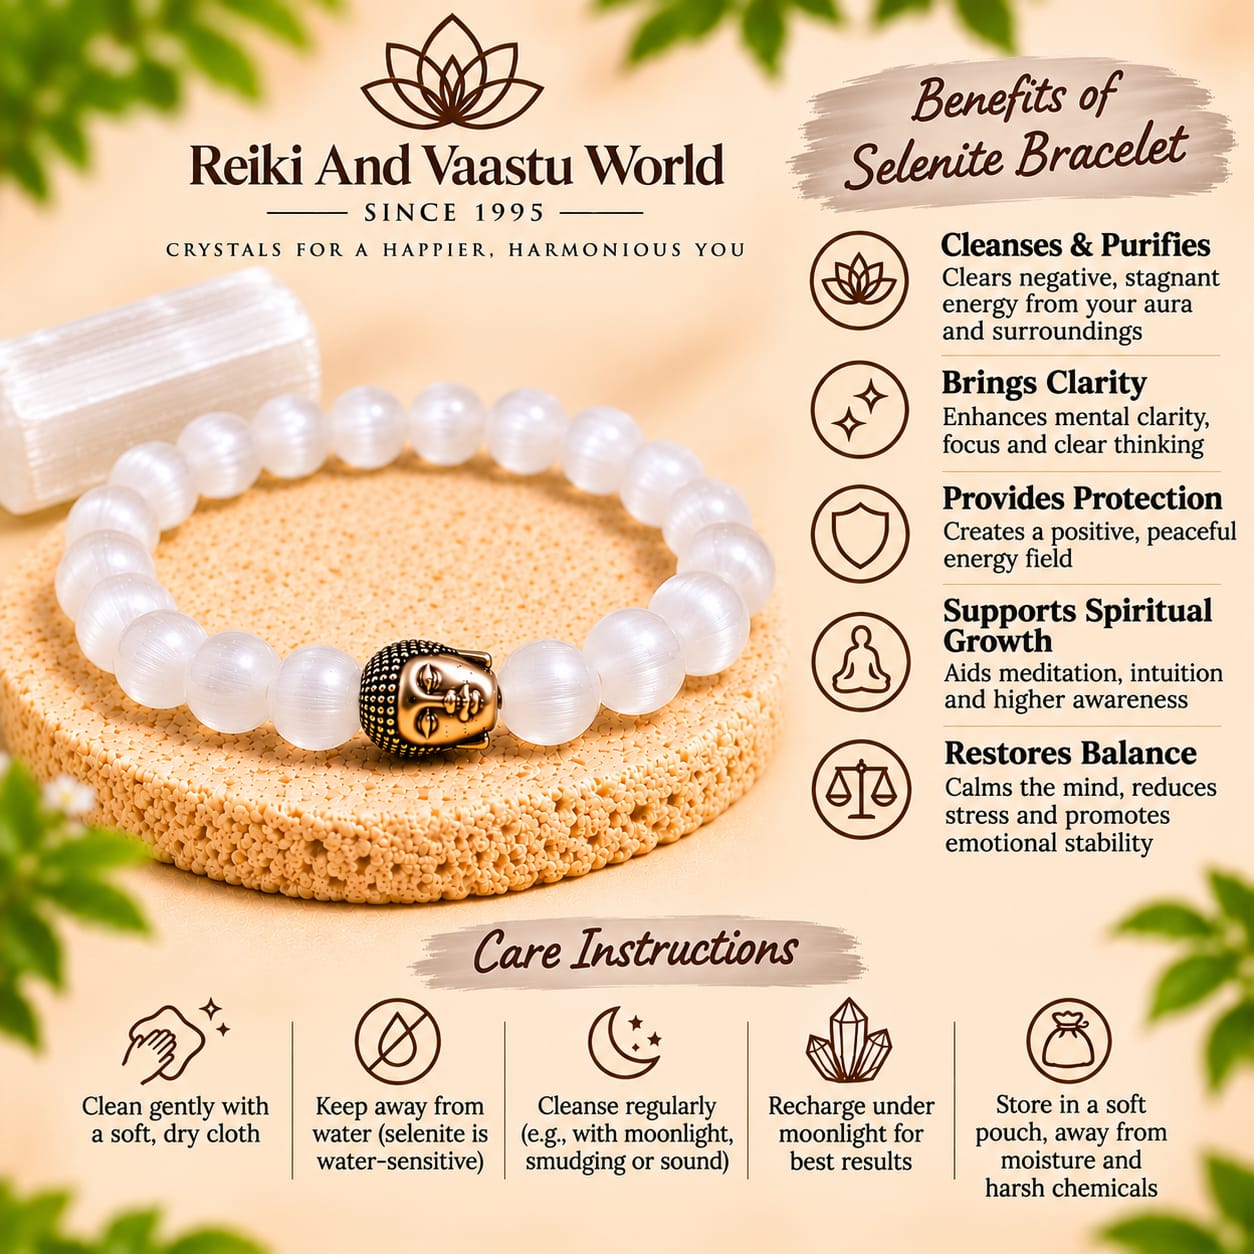 Reiki And Vaastu World
SINCE 1995
CRYSTALS FOR A HAPPIER, HARMONIOUS YOU
Benefits of
Selenite Bracelet
Cleanses & Purifies
Clears negative, stagnant
energy from your aura
and surroundings
Brings Clarity
Enhances mental clarity,
focus and clear thinking
Provides Protection
Creates a positive, peaceful
energy field
Supports Spiritual
Growth
Aids meditation, intuition
and higher awareness
Restores Balance
Calms the mind, reduces
stress and promotes
emotional stability
Care Instructions
Clean gently with
a soft, dry cloth
Keep away from
water (selenite is
water-sensitive)
Cleanse regularly
(e.g., with moonlight,
smudging or sound)
Recharge under
moonlight for
best results
Store in a soft
pouch, away from
moisture and
harsh chemicals